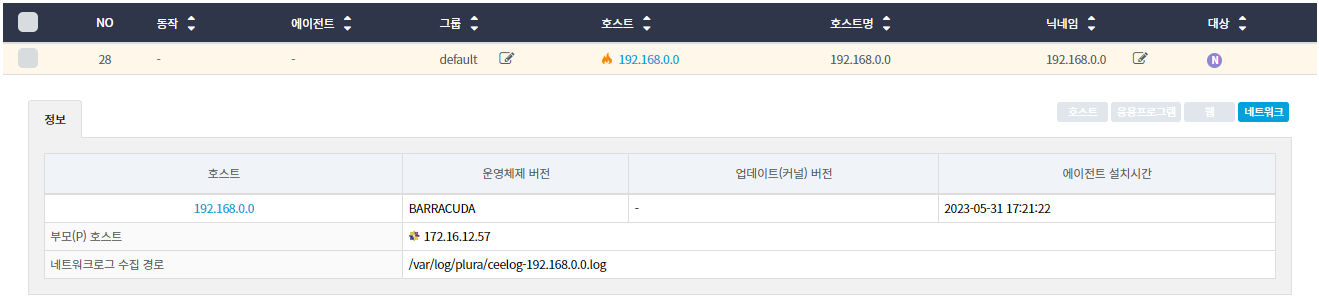 NO 동작 에이전트 그룹 호스트 호스트명 닉네임 대상
28 - - default 192.168.0.0 192.168.0.0 192.168.0.0 N
정보 호스트 응용프로그램 웹 네트워크
호스트 운영체제 버전 업데이트(커널) 버전 에이전트 설치시간
192.168.0.0 BARRACUDA - 2023-05-31 17:21:22
부모(P) 호스트 172.16.12.57
네트워크로그 수집 경로 /var/log/plura/ceelog-192.168.0.0.log